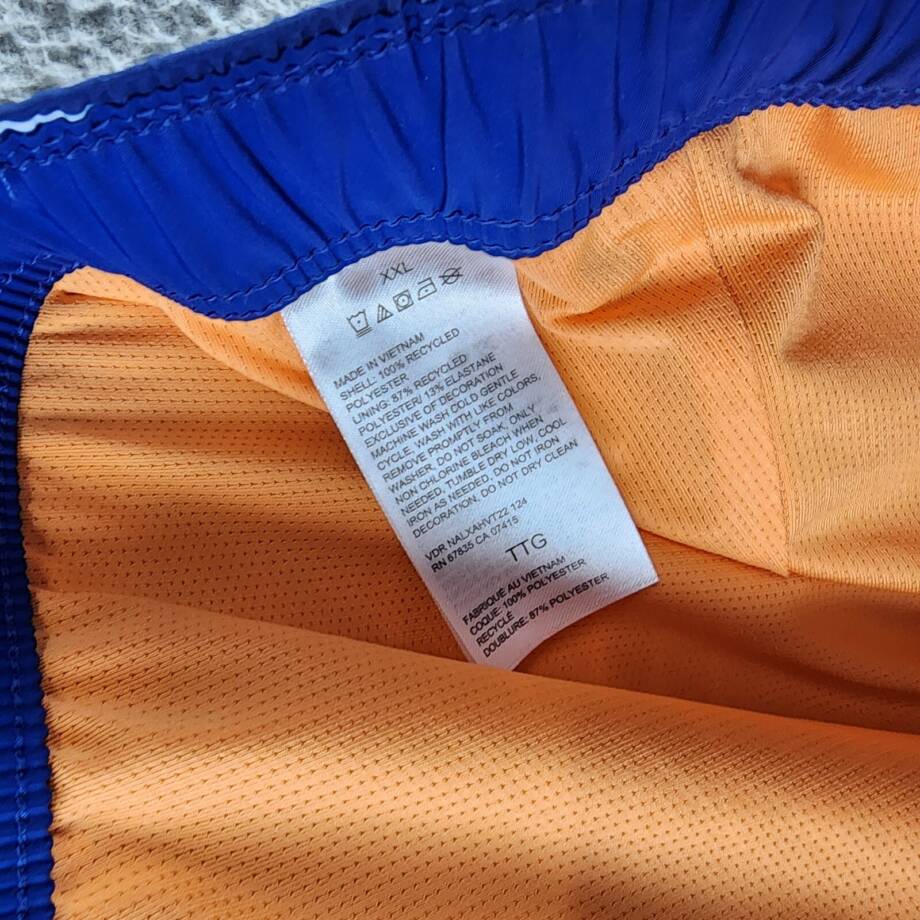 XXL
MADE IN VIETNAM
SHELL: 100% RECYCLED
POLYESTER
LINING: 87% RECYCLED
POLYESTER/ 13% ELASTANE
EXCLUSIVE OF DECORATION
MACHINE WASH COLD GENTLE
CYCLE, WASH WITH LIKE COLORS,
REMOVE PROMPTLY FROM
WASHER, DO NOT SOAK, ONLY
NON CHLORINE BLEACH WHEN
NEEDED, TUMBLE DRY LOW, COOL
IRON AS NEEDED, DO NOT IRON
DECORATION, DO NOT DRY CLEAN
VDR NALXAHVT22 124
RN 67835 CA 07415
TTG
FABRIQUÉ AU VIETNAM
COQUE: 100% POLYESTER
RECYCLÉ
DOUBLURE: 87% POLYESTER